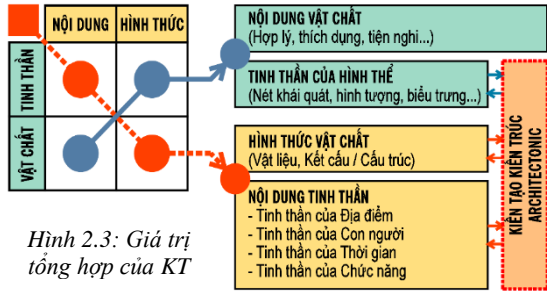 NỘI DUNG
HÌNH THỨC
TINH THẦN
VẬT CHẤT
NỘI DUNG VẬT CHẤT
(Hợp lý, thích dụng, tiện nghi...)
TINH THẦN CỦA HÌNH THỂ
(Nét khái quát, hình tượng, biểu trưng...)
HÌNH THỨC VẬT CHẤT
(Vật liệu, Kết cấu / Cấu trúc)
NỘI DUNG TINH THẦN
- Tinh thần của Địa điểm
- Tinh thần của Con người
- Tinh thần của Thời gian
- Tinh thần của Chức năng
KIẾN TẠO KIẾN TRÚC
ARCHITECTONIC
Hình 2.3: Giá trị
tổng hợp của KT